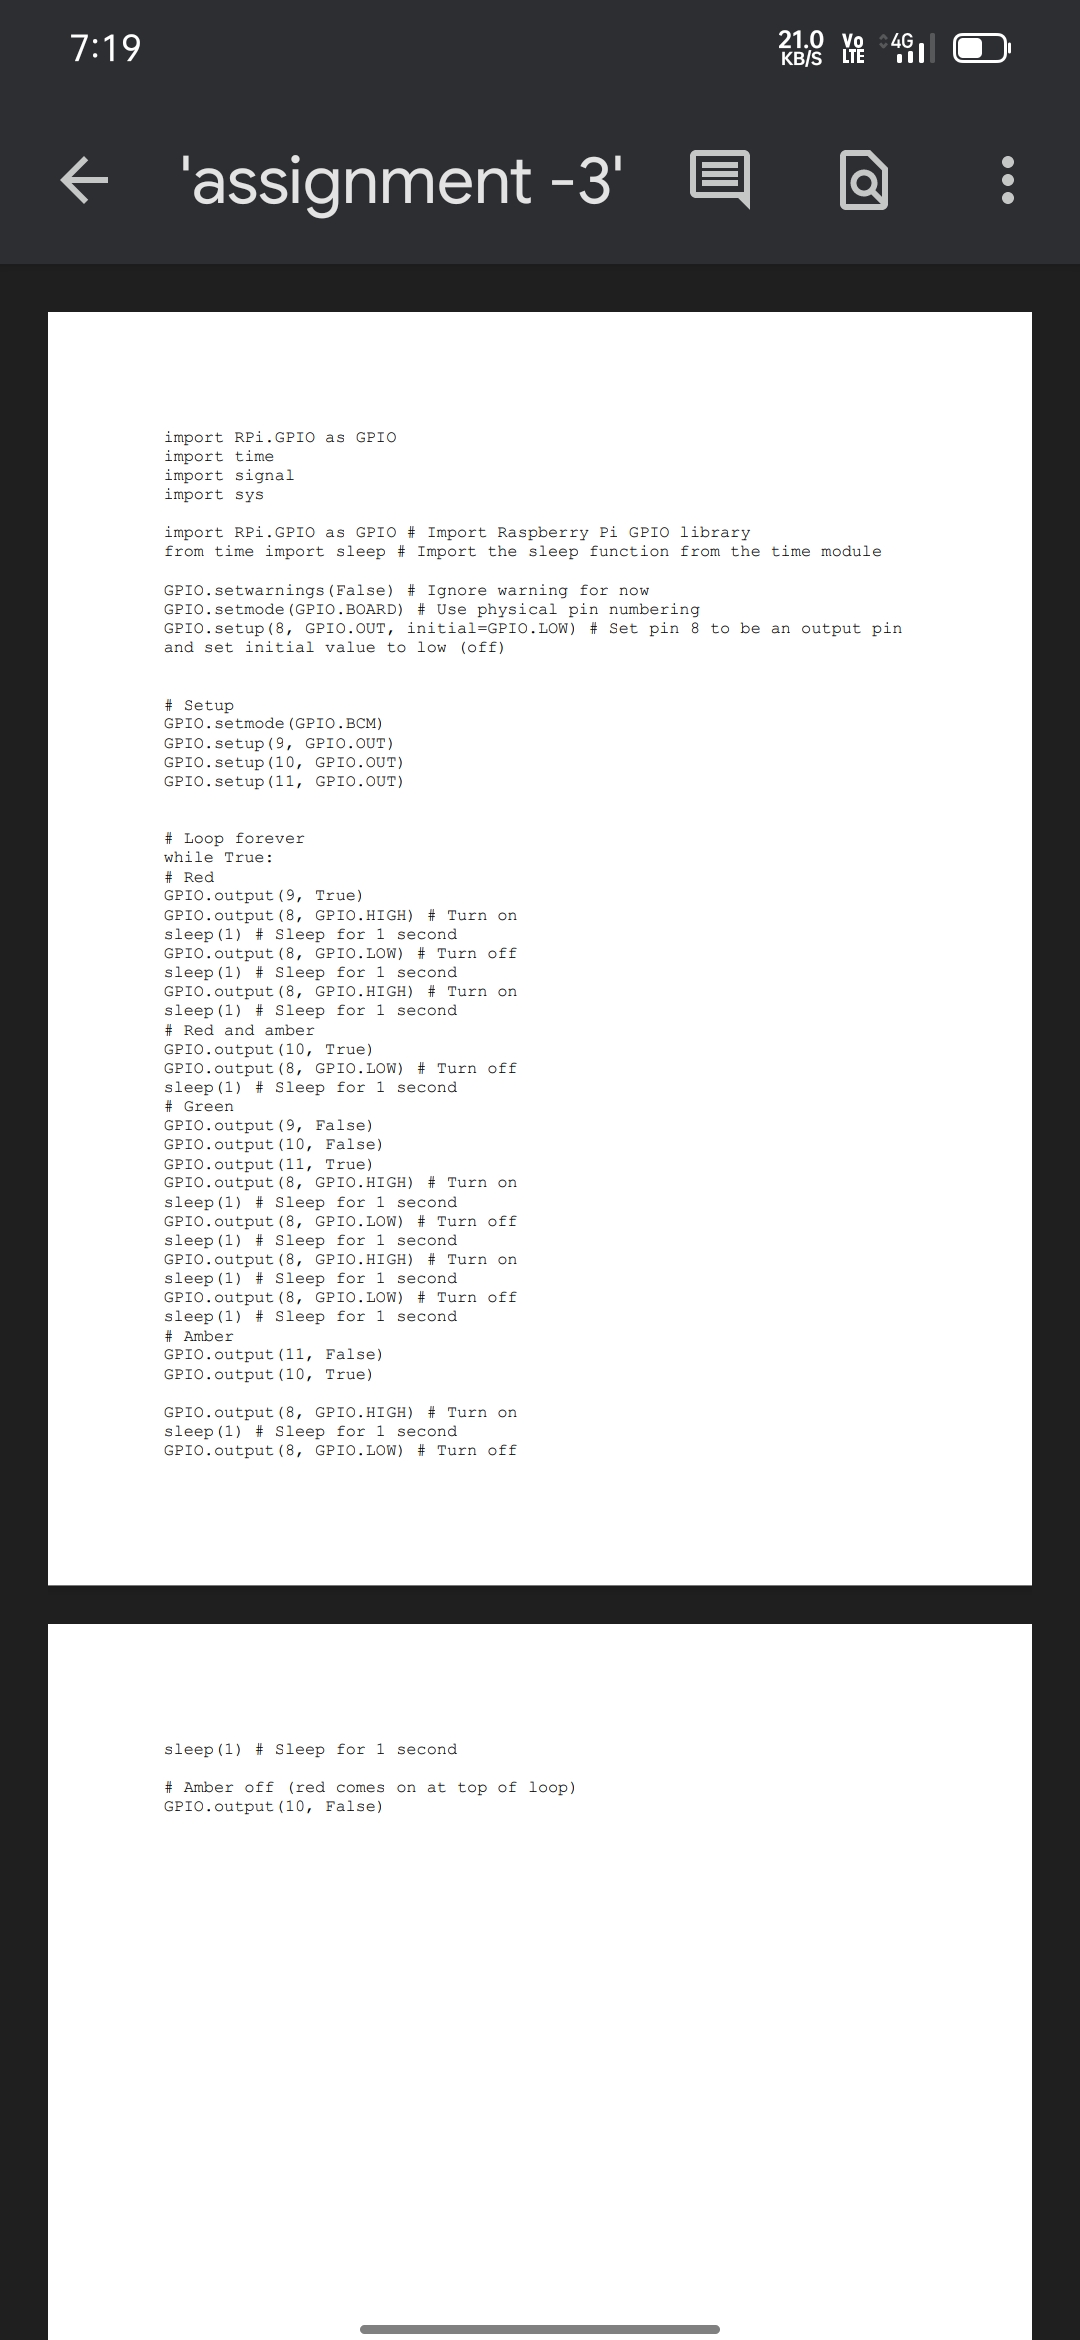 7:19
21.0
KB/S
Vo
LTE
4G
'assignment -3'
import RPi.GPIO as GPIO
import time
import signal
import sys
import RPi.GPIO as GPIO # Import Raspberry Pi GPIO library
from time import sleep # Import the sleep function from the time module
GPIO.setwarnings(False) # Ignore warning for now
GPIO.setmode(GPIO.BOARD) # Use physical pin numbering
GPIO.setup(8, GPIO.OUT, initial=GPIO.LOW) # Set pin 8 to be an output pin
and set initial value to low (off)
# Setup
GPIO.setmode(GPIO.BCM)
GPIO.setup(9, GPIO.OUT)
GPIO.setup(10, GPIO.OUT)
GPIO.setup(11, GPIO.OUT)
# Loop forever
while True:
# Red
GPIO.output(9, True)
GPIO.output(8, GPIO.HIGH) # Turn on
sleep(1) # Sleep for 1 second
GPIO.output(8, GPIO.LOW) # Turn off
sleep(1) # Sleep for 1 second
GPIO.output(8, GPIO.HIGH) # Turn on
sleep(1) # Sleep for 1 second
# Red and amber
GPIO.output(10, True)
GPIO.output(8, GPIO.LOW) # Turn off
sleep(1) # Sleep for 1 second
# Green
GPIO.output(9, False)
GPIO.output(10, False)
GPIO.output(11, True)
GPIO.output(8, GPIO.HIGH) # Turn on
sleep(1) # Sleep for 1 second
GPIO.output(8, GPIO.LOW) # Turn off
sleep(1) # Sleep for 1 second
GPIO.output(8, GPIO.HIGH) # Turn on
sleep(1) # Sleep for 1 second
GPIO.output(8, GPIO.LOW) # Turn off
sleep(1) # Sleep for 1 second
# Amber
GPIO.output(11, False)
GPIO.output(10, True)
GPIO.output(8, GPIO.HIGH) # Turn on
sleep(1) # Sleep for 1 second
GPIO.output(8, GPIO.LOW) # Turn off
sleep(1) # Sleep for 1 second
# Amber off (red comes on at top of loop)
GPIO.output(10, False)